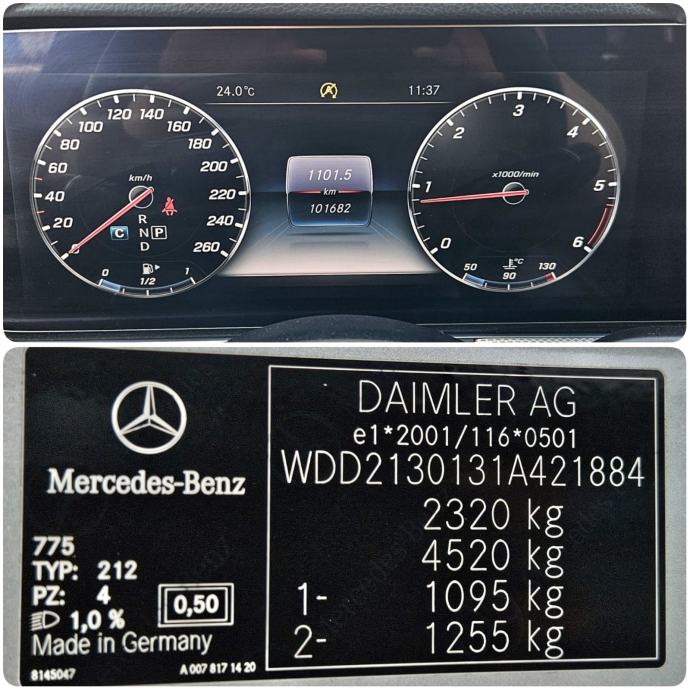 24.0°C
11:37
0 20 40 60 80 100 120 140 160 180 200 220 240 260
km/h
R
C N P
D
0 1/2 1
1101.5
km
101682
0 1 2 3 4 5 6
x1000/min
°C
50 90 130
Mercedes-Benz
775
TYP: 212
PZ: 4
1,0 %
0,50
Made in Germany
8145047
A 007 817 14 20
DAIMLER AG
e1*2001/116*0501
WDD2130131A421884
2320 kg
4520 kg
1- 1095 kg
2- 1255 kg